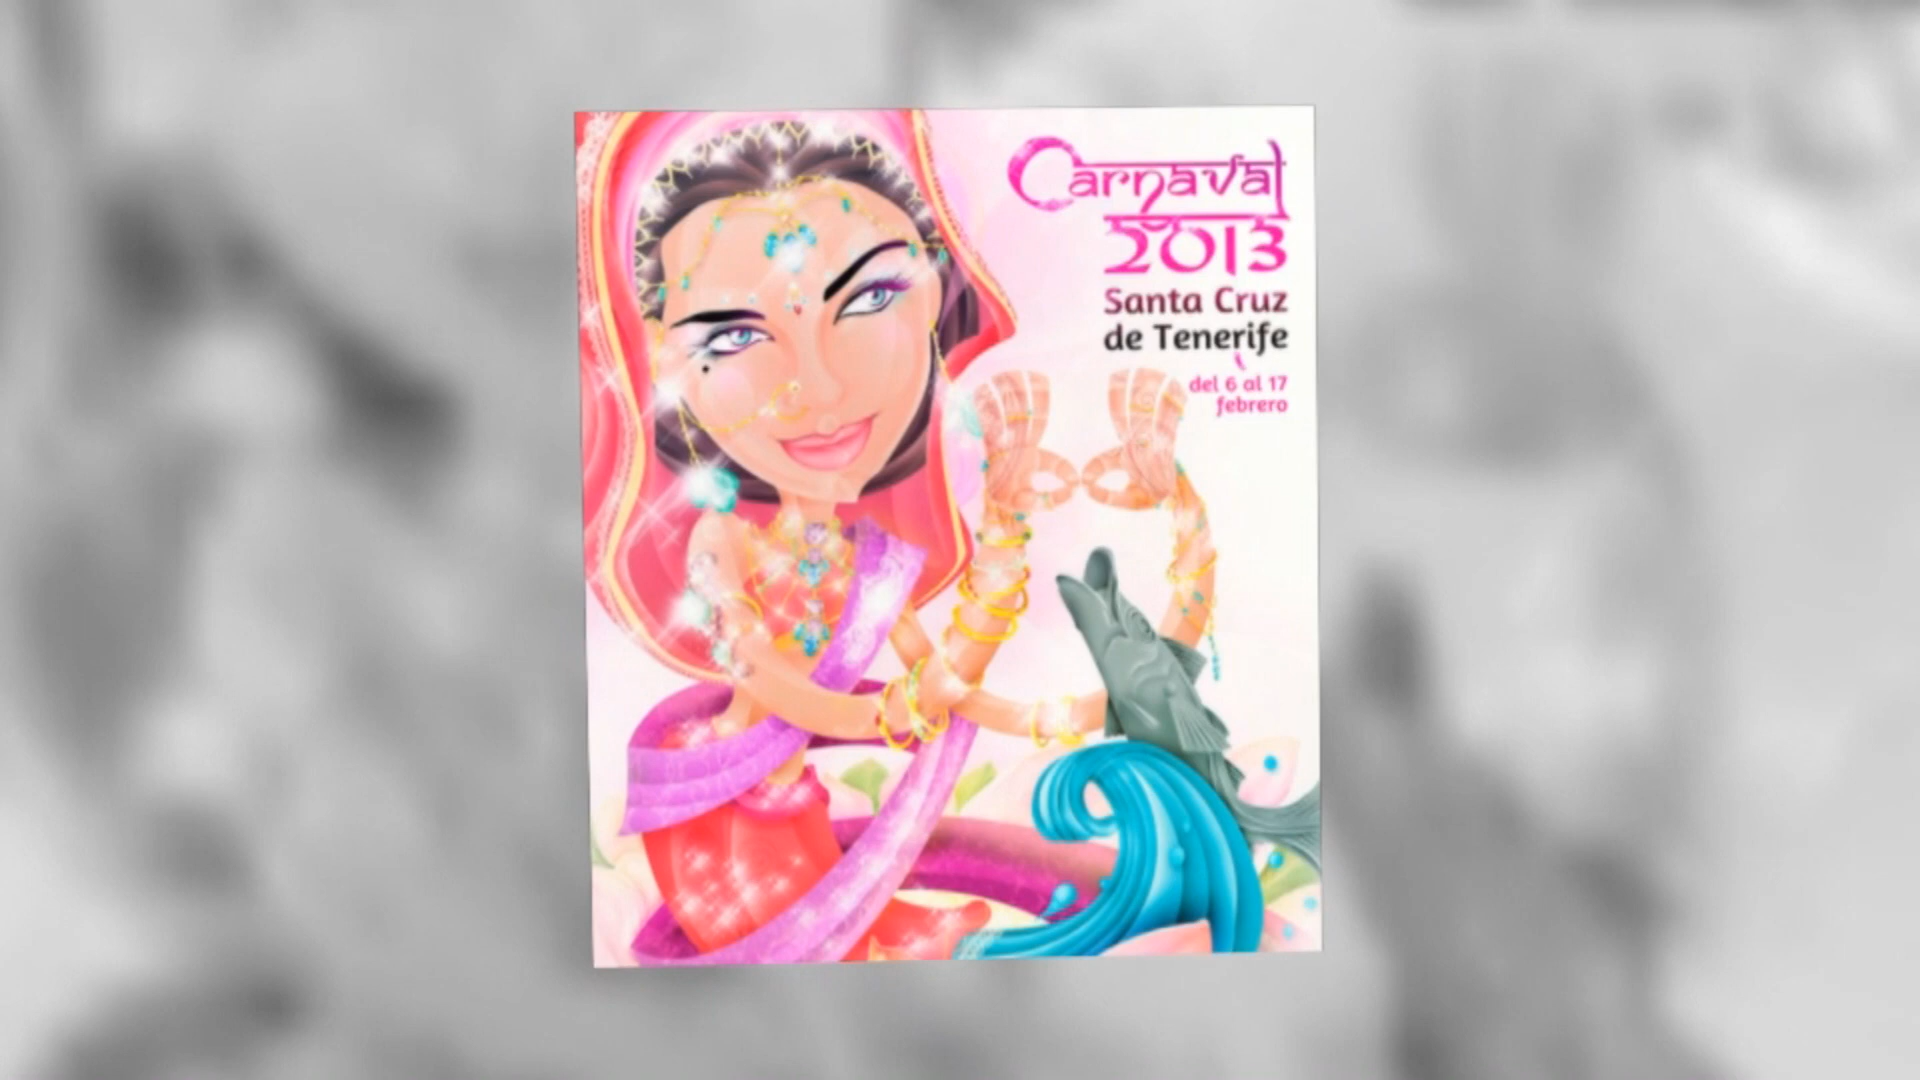 Carnaval
2013
Santa Cruz
de Tenerife
del 6 al 17
febrero